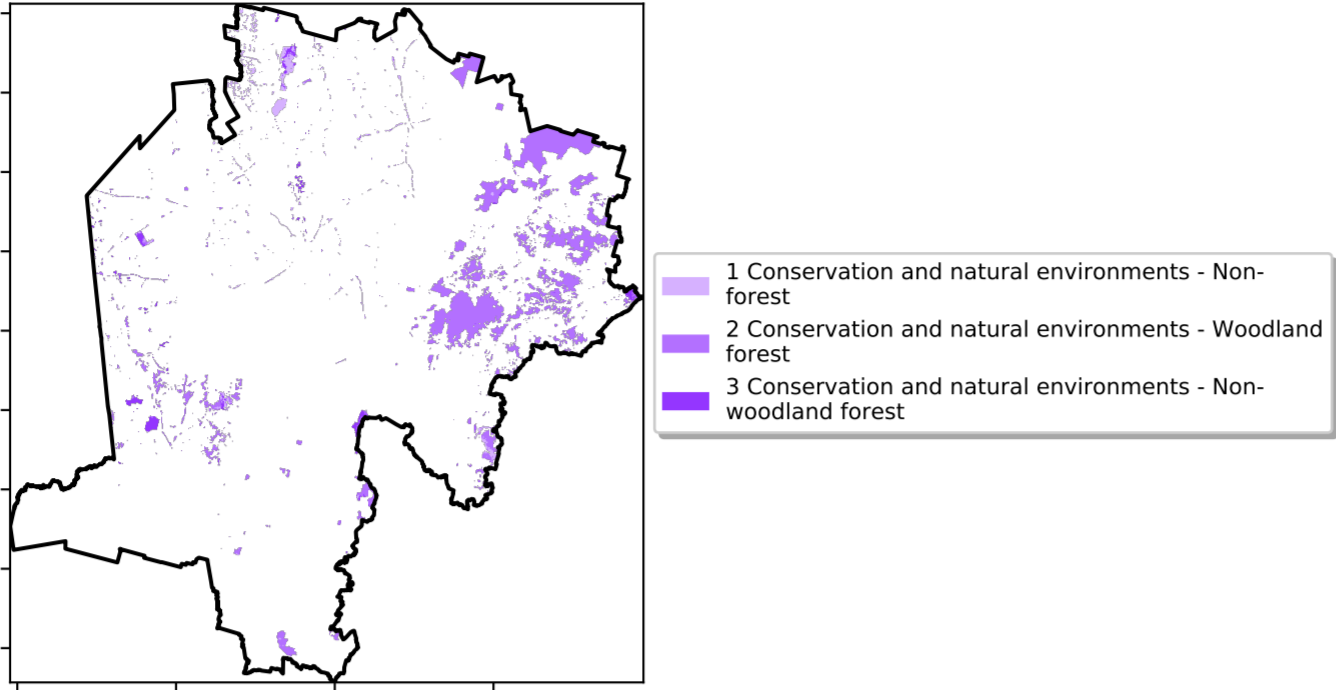 1 Conservation and natural environments - Non-
forest
2 Conservation and natural environments - Woodland
forest
3 Conservation and natural environments - Non-
woodland forest